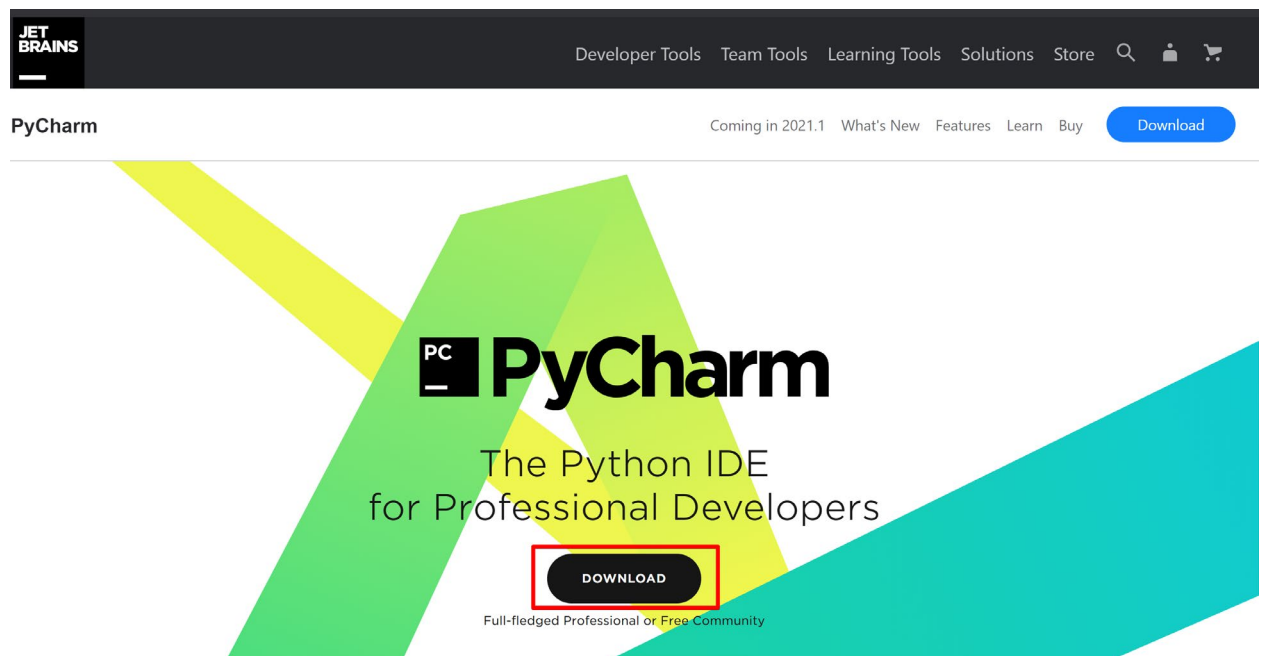 JET
BRAINS
Developer Tools Team Tools Learning Tools Solutions Store
PyCharm
Coming in 2021.1 What's New Features Learn Buy Download
PC
PyCharm
The Python IDE
for Professional Developers
DOWNLOAD
Full-fledged Professional or Free Community